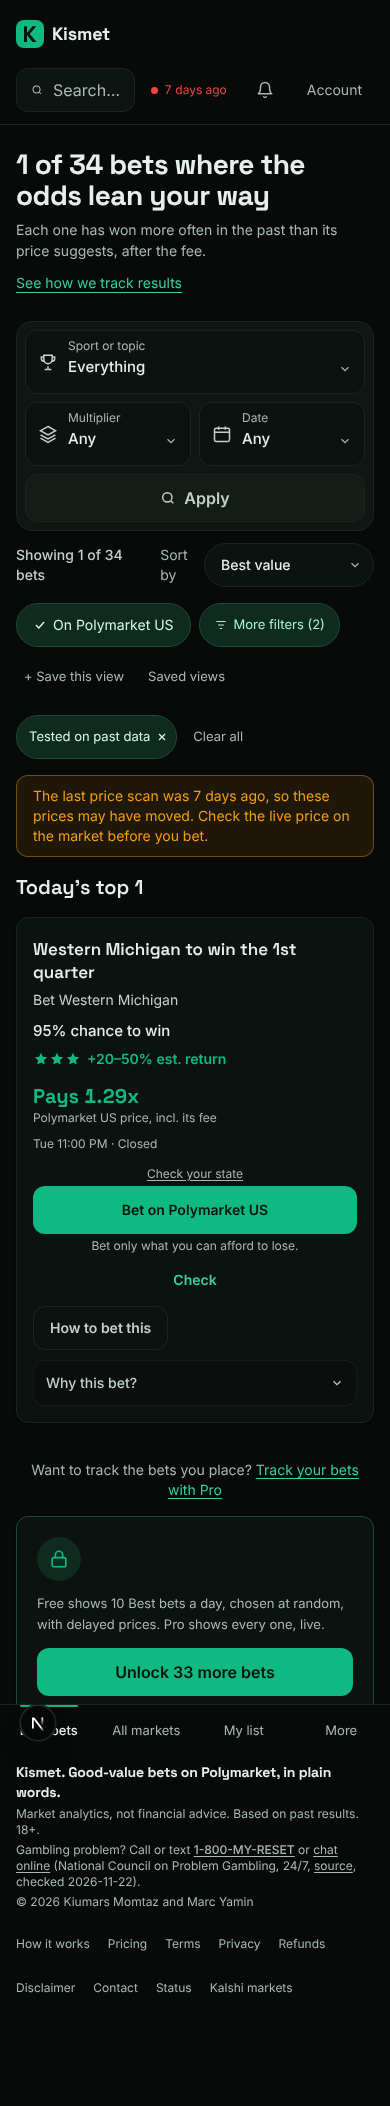 Kismet
Search...
7 days ago
Account
1 of 34 bets where the
odds lean your way
Each one has won more often in the past than its
price suggests, after the fee.
See how we track results
Sport or topic
Everything
Multiplier
Any
Date
Any
Apply
Showing 1 of 34
bets
Sort
by
Best value
On Polymarket US
More filters (2)
+ Save this view
Saved views
Tested on past data ×
Clear all
The last price scan was 7 days ago, so these
prices may have moved. Check the live price on
the market before you bet.
Today's top 1
Western Michigan to win the 1st
quarter
Bet Western Michigan
95% chance to win
★★★ +20–50% est. return
Pays 1.29x
Polymarket US price, incl. its fee
Tue 11:00 PM · Closed
Check your state
Bet on Polymarket US
Bet only what you can afford to lose.
Check
How to bet this
Why this bet?
Want to track the bets you place? Track your bets
with Pro
Free shows 10 Best bets a day, chosen at random,
with delayed prices. Pro shows every one, live.
Unlock 33 more bets
N
bets
All markets
My list
More
Kismet. Good-value bets on Polymarket, in plain
words.
Market analytics, not financial advice. Based on past results.
18+.
Gambling problem? Call or text 1-800-MY-RESET or chat
online (National Council on Problem Gambling, 24/7, source,
checked 2026-11-22).
© 2026 Kiumars Momtaz and Marc Yamin
How it works
Pricing
Terms
Privacy
Refunds
Disclaimer
Contact
Status
Kalshi markets